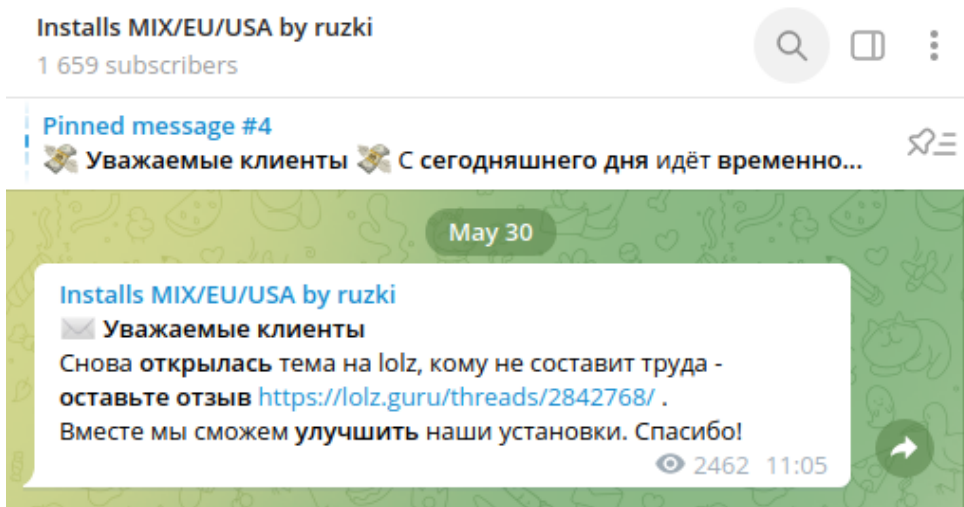 Installs MIX/EU/USA by ruzki
1 659 subscribers
Pinned message #4
💸 Уважаемые клиенты 💸 С сегодняшнего дня идёт временно...
May 30
Installs MIX/EU/USA by ruzki
✉️ Уважаемые клиенты
Снова открылась тема на lolz, кому не составит труда -
оставьте отзыв https://lolz.guru/threads/2842768/ .
Вместе мы сможем улучшить наши установки. Спасибо!
2462 11:05